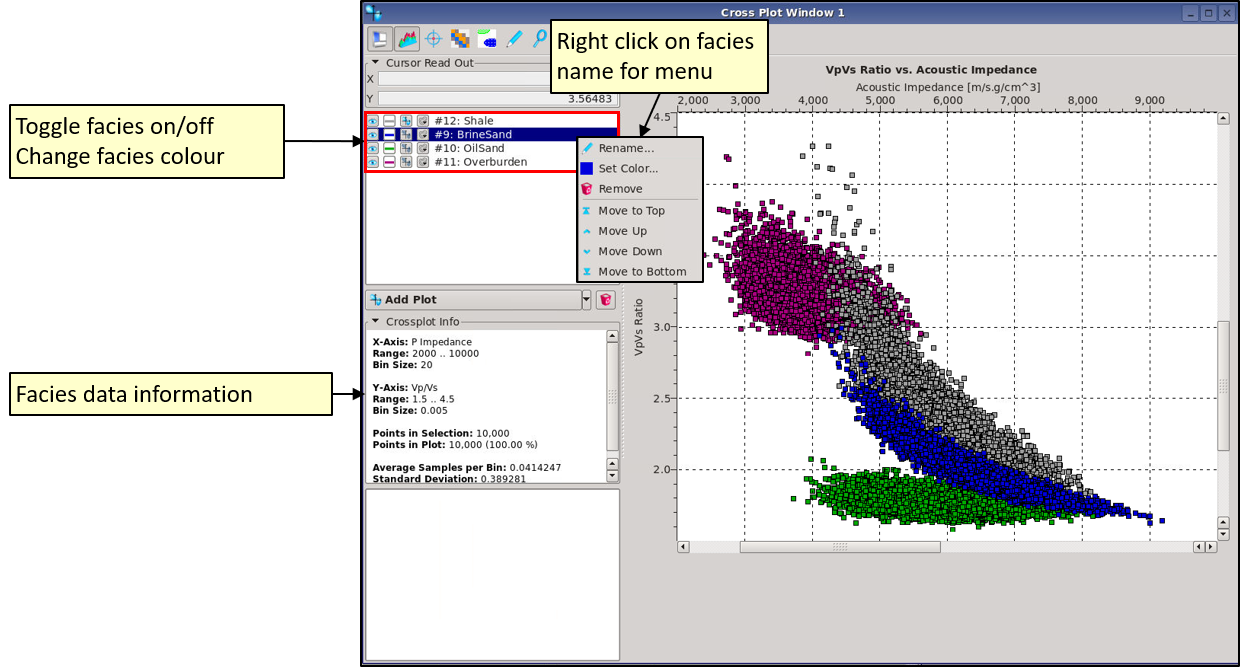 Cross Plot Window 1
Right click on facies
name for menu
Toggle facies on/off
Change facies colour
Facies data information
Cursor Read Out
X
Y
3.56483
#12: Shale
#9: BrineSand
#10: OilSand
#11: Overburden
Rename...
Set Color...
Remove
Move to Top
Move Up
Move Down
Move to Bottom
Add Plot
Crossplot Info
X-Axis: P Impedance
Range: 2000 .. 10000
Bin Size: 20
Y-Axis: Vp/Vs
Range: 1.5 .. 4.5
Bin Size: 0.005
Points in Selection: 10,000
Points in Plot: 10,000 (100.00 %)
Average Samples per Bin: 0.0414247
Standard Deviation: 0.389281
VpVs Ratio vs. Acoustic Impedance
Acoustic Impedance [m/s.g/cm^3]
2,000 3,000 4,000 5,000 6,000 7,000 8,000 9,000
4.5
3.0
2.5
2.0
VpVs Ratio